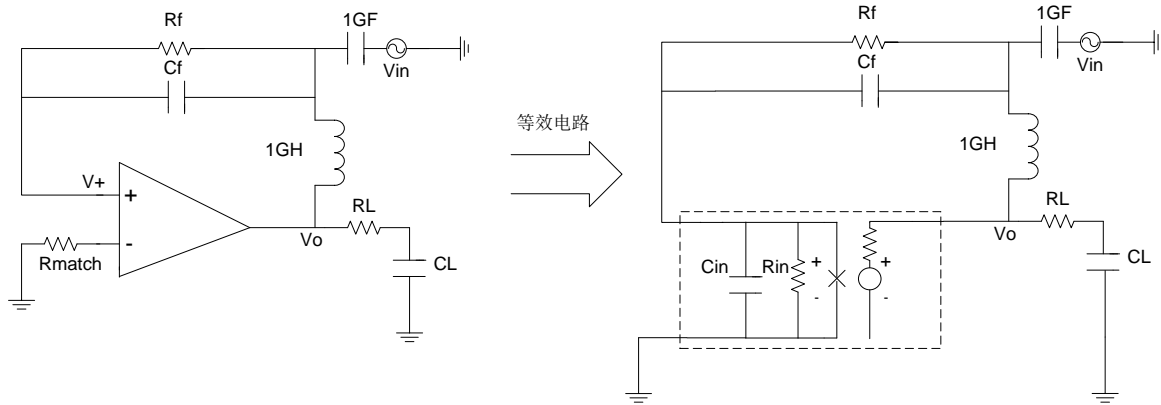 Rf
1GF
Vin
Cf
1GH
V+
+
-
Rmatch
Vo
RL
CL
等效电路
Rf
1GF
Vin
Cf
1GH
RL
Vo
CL
Cin
Rin
+
-
+
-